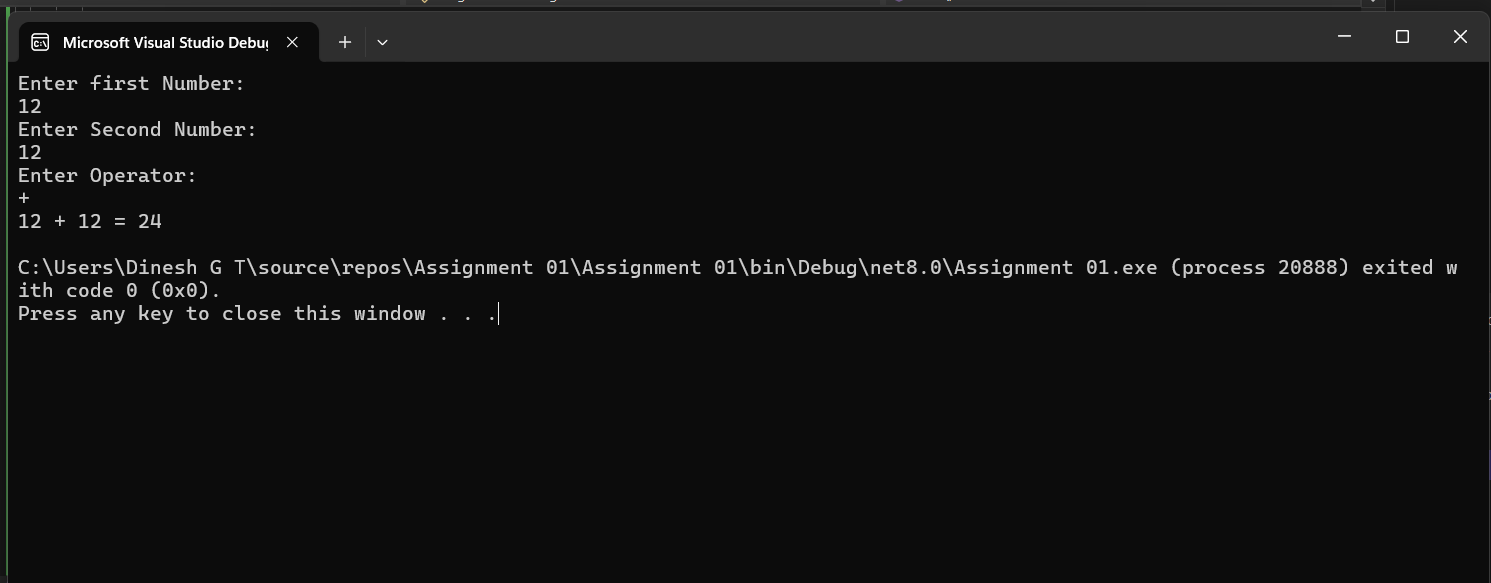 Microsoft Visual Studio Debug
Enter first Number:
12
Enter Second Number:
12
Enter Operator:
+
12 + 12 = 24
C:\Users\Dinesh G T\source\repos\Assignment 01\Assignment 01\bin\Debug\net8.0\Assignment 01.exe (process 20888) exited w
ith code 0 (0x0).
Press any key to close this window . . .